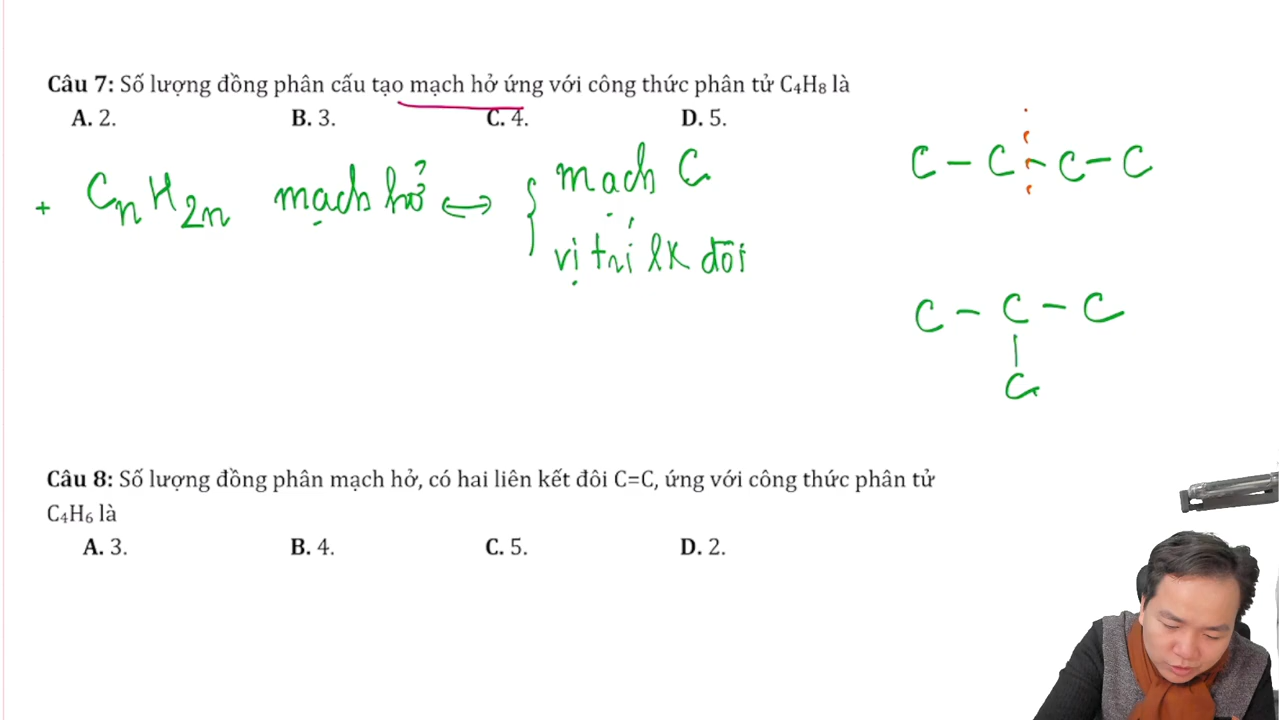 Câu 7: Số lượng đồng phân cấu tạo mạch hở ứng với công thức phân tử C₄H₈ là
A. 2. B. 3. C. 4. D. 5.
+ CₙH₂ₙ mạch hở ⟷ { mạch C
vị trí lk đôi
C – C – C – C
C – C – C
|
C
Câu 8: Số lượng đồng phân mạch hở, có hai liên kết đôi C=C, ứng với công thức phân tử
C₄H₆ là
A. 3. B. 4. C. 5. D. 2.